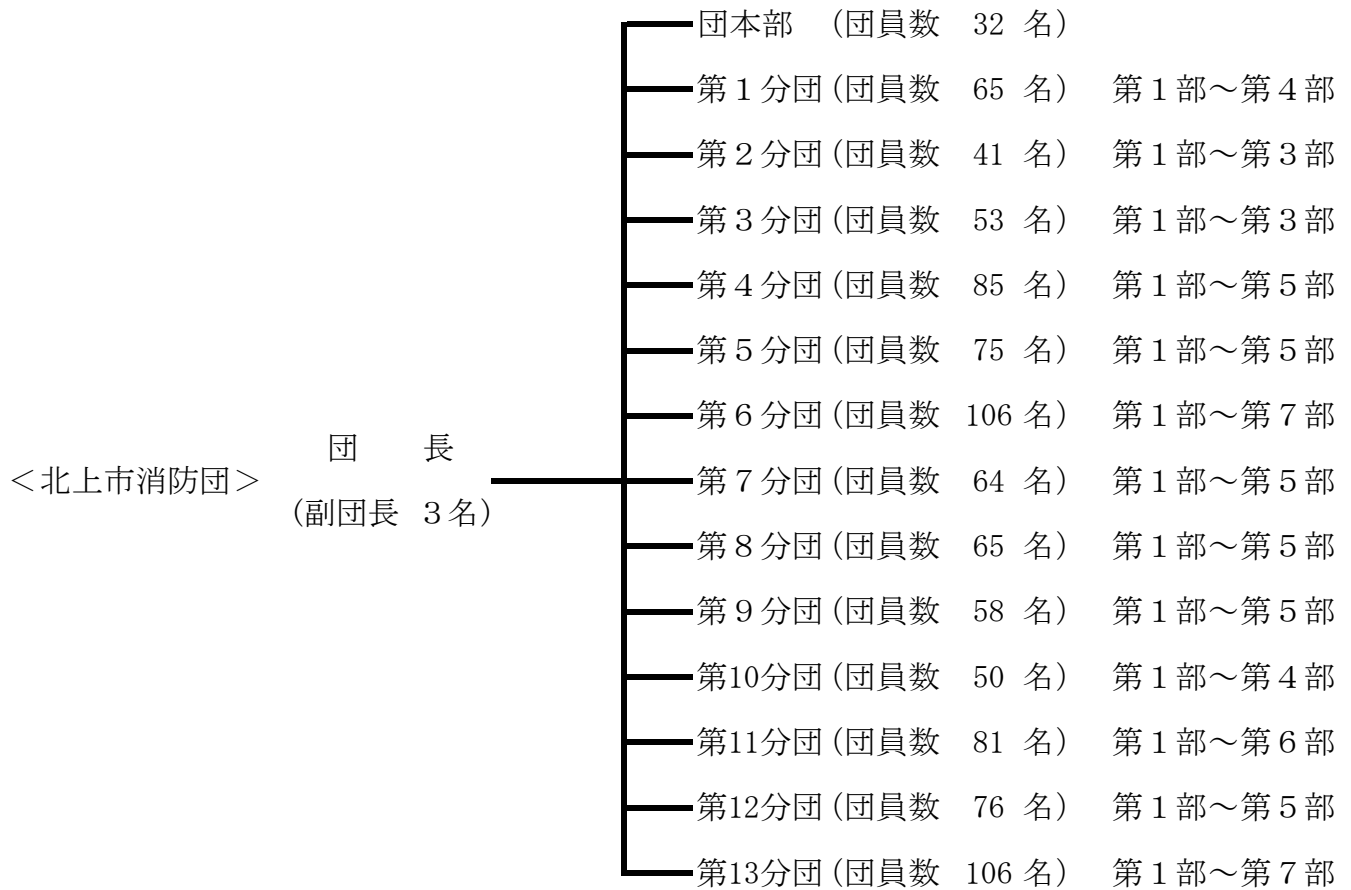 団本部　(団員数　32 名)
第１分団(団員数　65 名)　第１部～第４部
第２分団(団員数　41 名)　第１部～第３部
第３分団(団員数　53 名)　第１部～第３部
第４分団(団員数　85 名)　第１部～第５部
第５分団(団員数　75 名)　第１部～第５部
第６分団(団員数　106 名)　第１部～第７部
団　　長
＜北上市消防団＞
(副団長　３名)
第７分団(団員数　64 名)　第１部～第５部
第８分団(団員数　65 名)　第１部～第５部
第９分団(団員数　58 名)　第１部～第５部
第10分団(団員数　50 名)　第１部～第４部
第11分団(団員数　81 名)　第１部～第６部
第12分団(団員数　76 名)　第１部～第５部
第13分団(団員数　106 名)　第１部～第７部